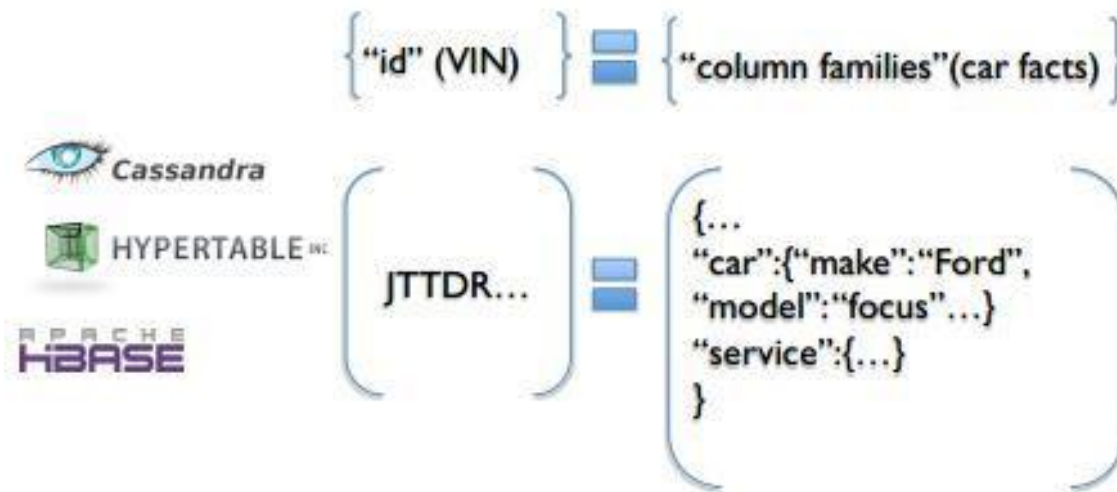 “id” (VIN)
“column families”(car facts)
Cassandra
HYPERTABLE INC
APACHE
HBASE
JTTDR...
{...
“car”:{“make”:“Ford”,
“model”:“focus”...}
“service”:{...}
}